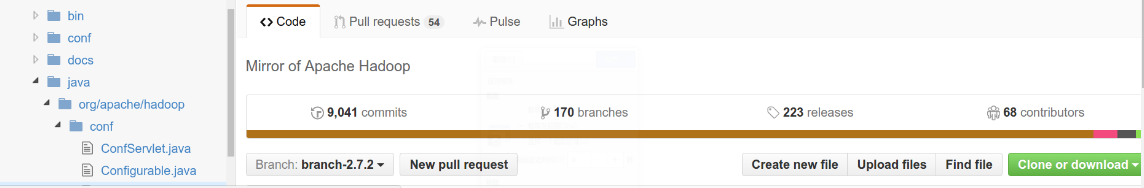 bin
conf
docs
java
org/apache/hadoop
conf
ConfServlet.java
Configurable.java
Code Pull requests 54 Pulse Graphs
Mirror of Apache Hadoop
9,041 commits 170 branches 223 releases 68 contributors
Branch: branch-2.7.2 New pull request Create new file Upload files Find file Clone or download